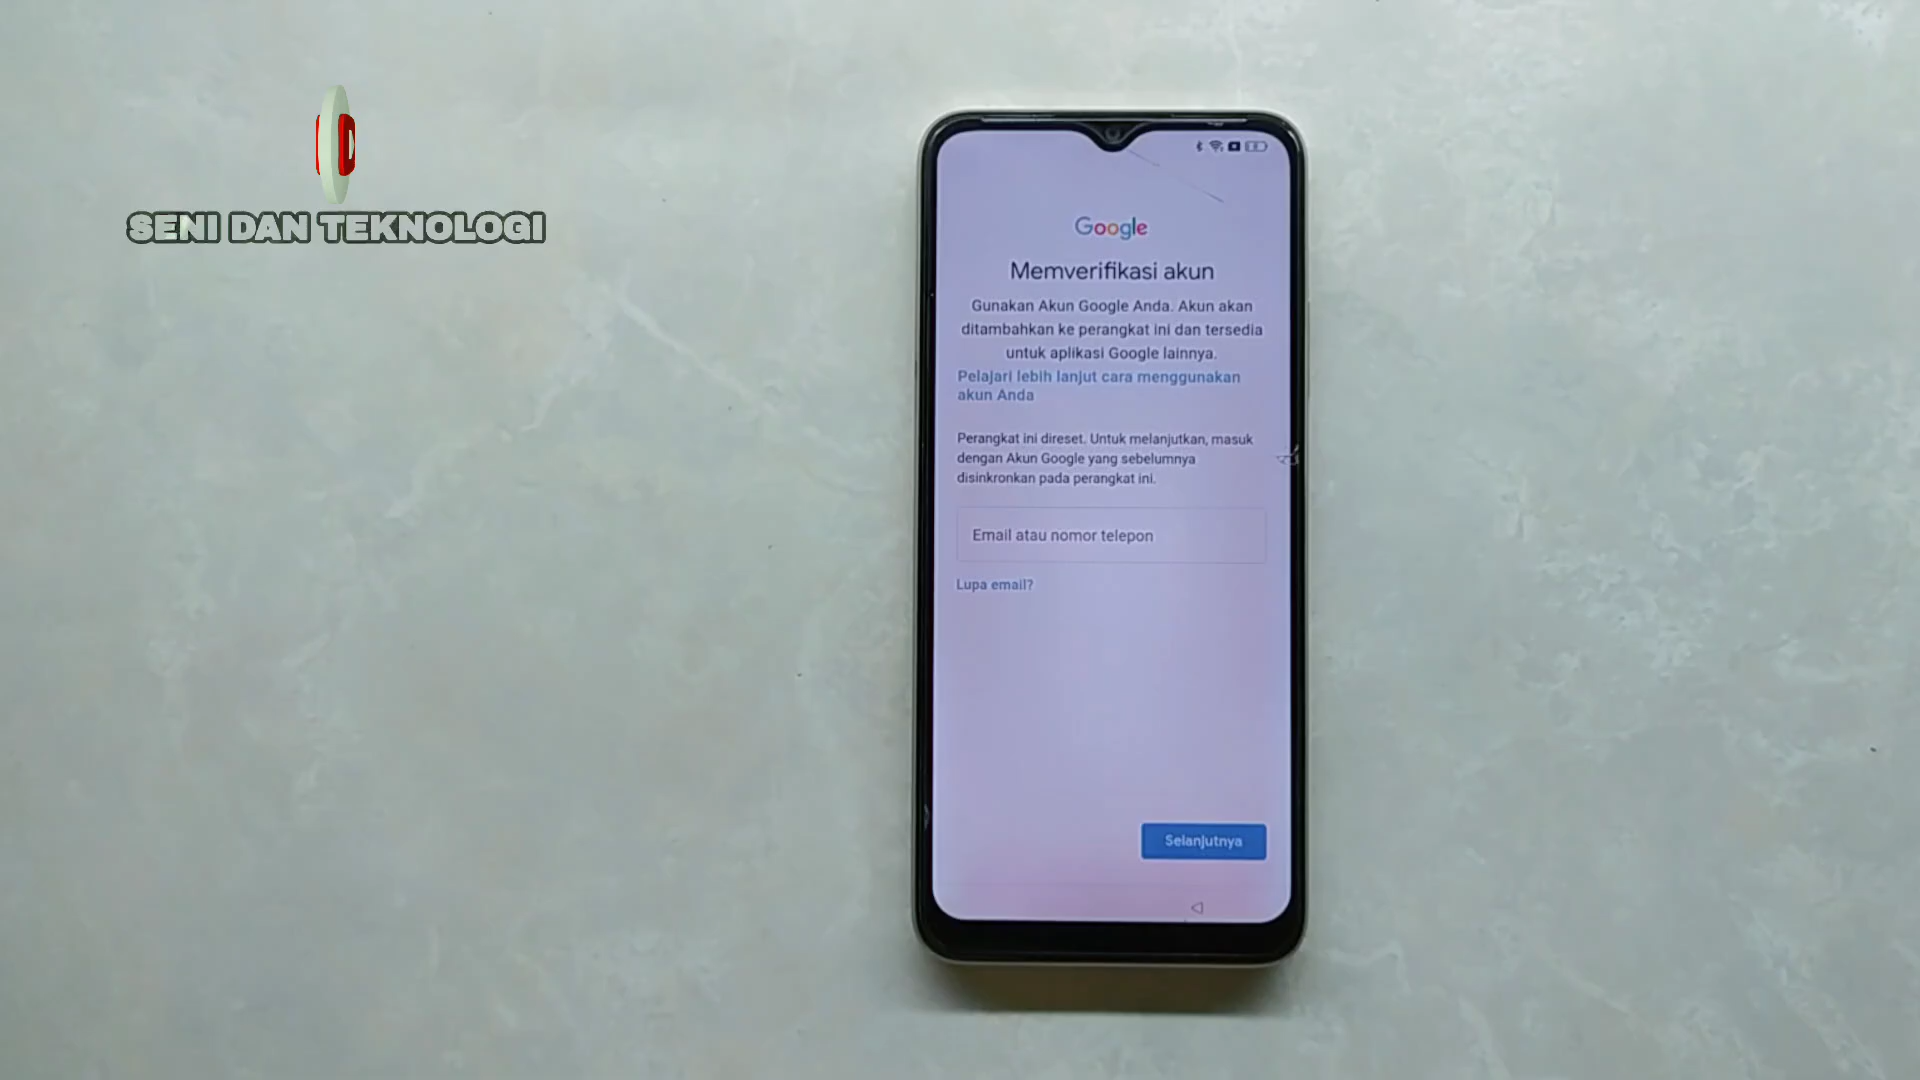 SENI DAN TEKNOLOGI
Google
Memverifikasi akun
Gunakan Akun Google Anda. Akun akan
ditambahkan ke perangkat ini dan tersedia
untuk aplikasi Google lainnya.
Pelajari lebih lanjut cara menggunakan
akun Anda
Perangkat ini direset. Untuk melanjutkan, masuk
dengan Akun Google yang sebelumnya
disinkronkan pada perangkat ini.
Email atau nomor telepon
Lupa email?
Selanjutnya